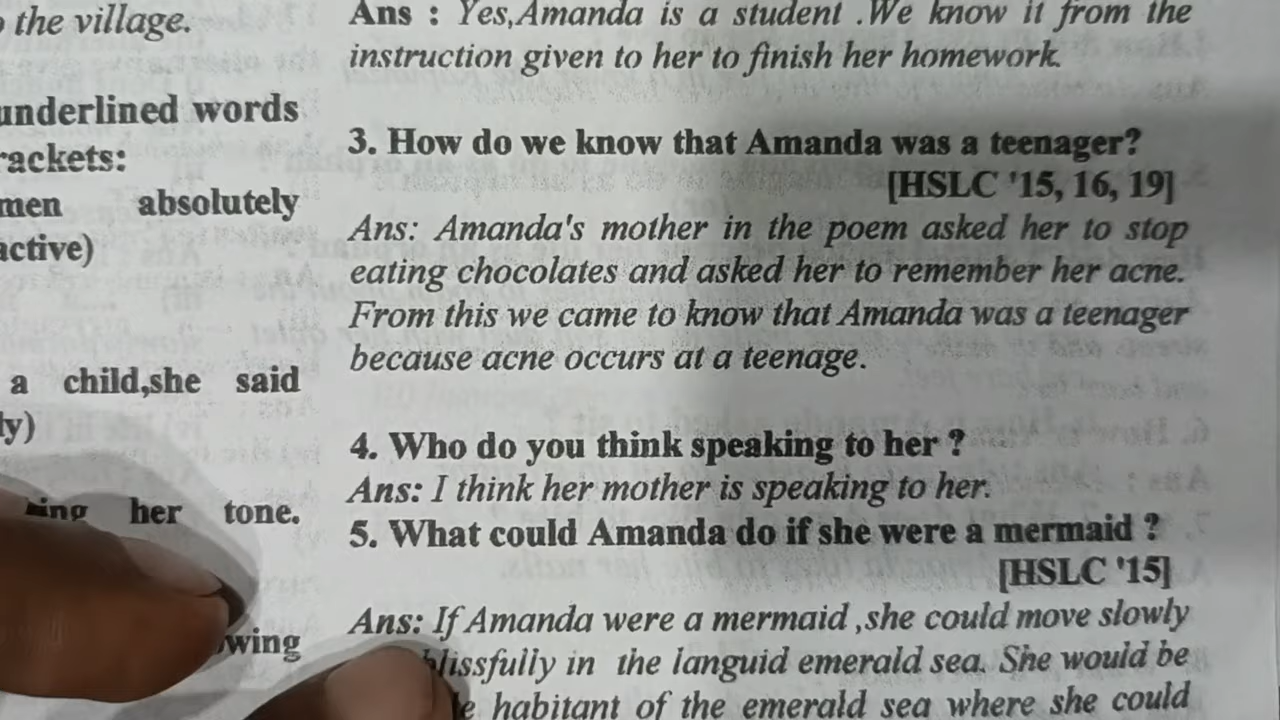 the village.
underlined words
rackets:
men absolutely
active)
a child,she said
ly)
king her tone.
wing
Ans : Yes,Amanda is a student .We know it from the
instruction given to her to finish her homework.
3. How do we know that Amanda was a teenager?
[HSLC '15, 16, 19]
Ans: Amanda's mother in the poem asked her to stop
eating chocolates and asked her to remember her acne.
From this we came to know that Amanda was a teenager
because acne occurs at a teenage.
4. Who do you think speaking to her ?
Ans: I think her mother is speaking to her.
5. What could Amanda do if she were a mermaid ?
[HSLC '15]
Ans: If Amanda were a mermaid ,she could move slowly
blissfully in the languid emerald sea. She would be
habitant of the emerald sea where she could